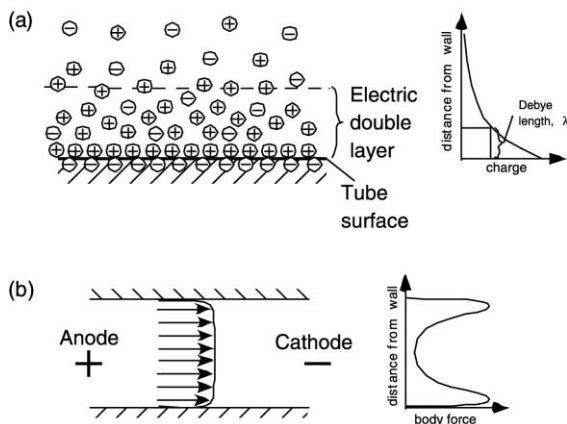 (a)
Electric
double
layer
Tube
surface
distance from wall
Debye
length, λ
charge
(b)
Anode
+
Cathode
−
distance from wall
body force